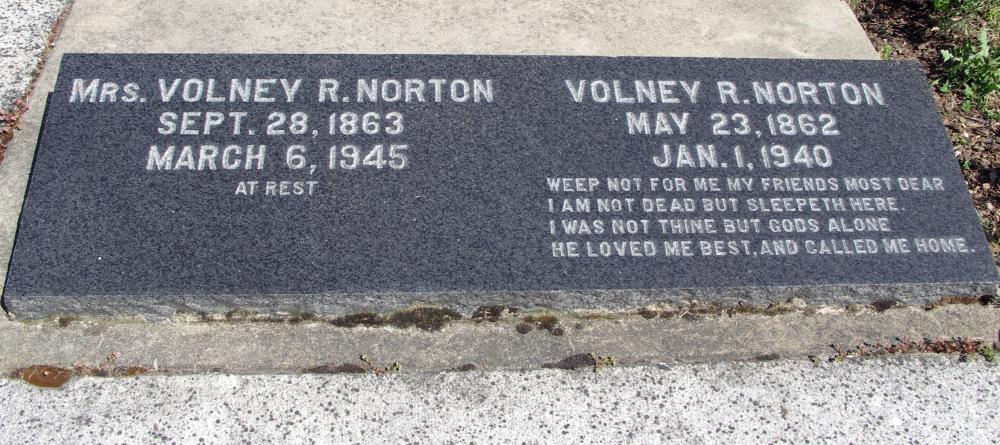 Mrs. VOLNEY R. NORTON
SEPT. 28, 1863
MARCH 6, 1945
AT REST
VOLNEY R. NORTON
MAY 23, 1862
JAN. 1, 1940
WEEP NOT FOR ME MY FRIENDS MOST DEAR
I AM NOT DEAD BUT SLEEPETH HERE.
I WAS NOT THINE BUT GODS ALONE
HE LOVED ME BEST, AND CALLED ME HOME.